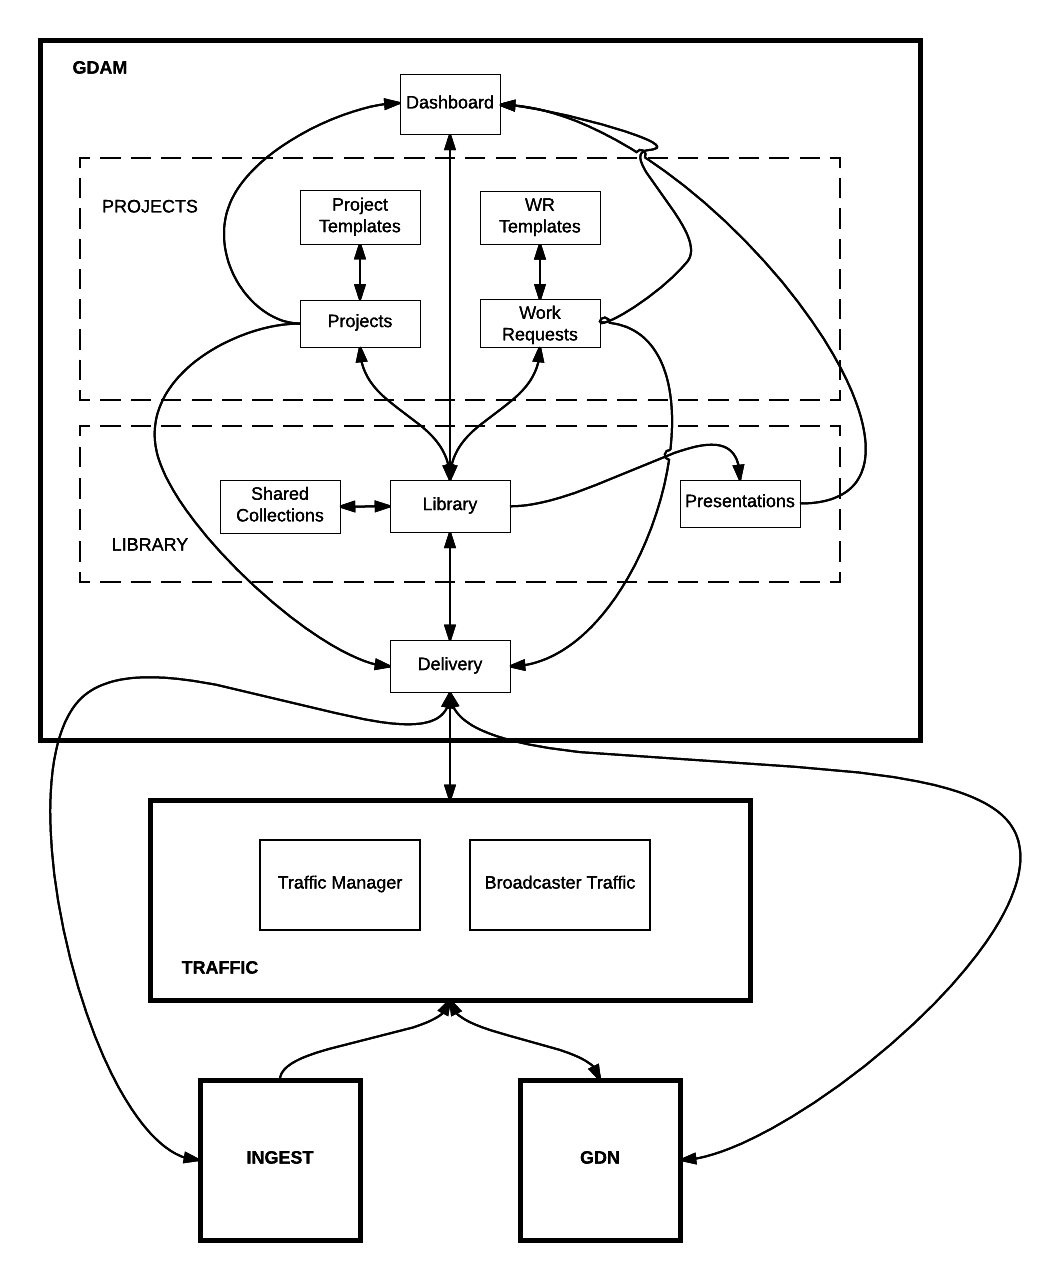 GDAM
Dashboard
PROJECTS
Project
Templates
WR
Templates
Projects
Work
Requests
Shared
Collections
Library
Presentations
LIBRARY
Delivery
Traffic Manager
Broadcaster Traffic
TRAFFIC
INGEST
GDN